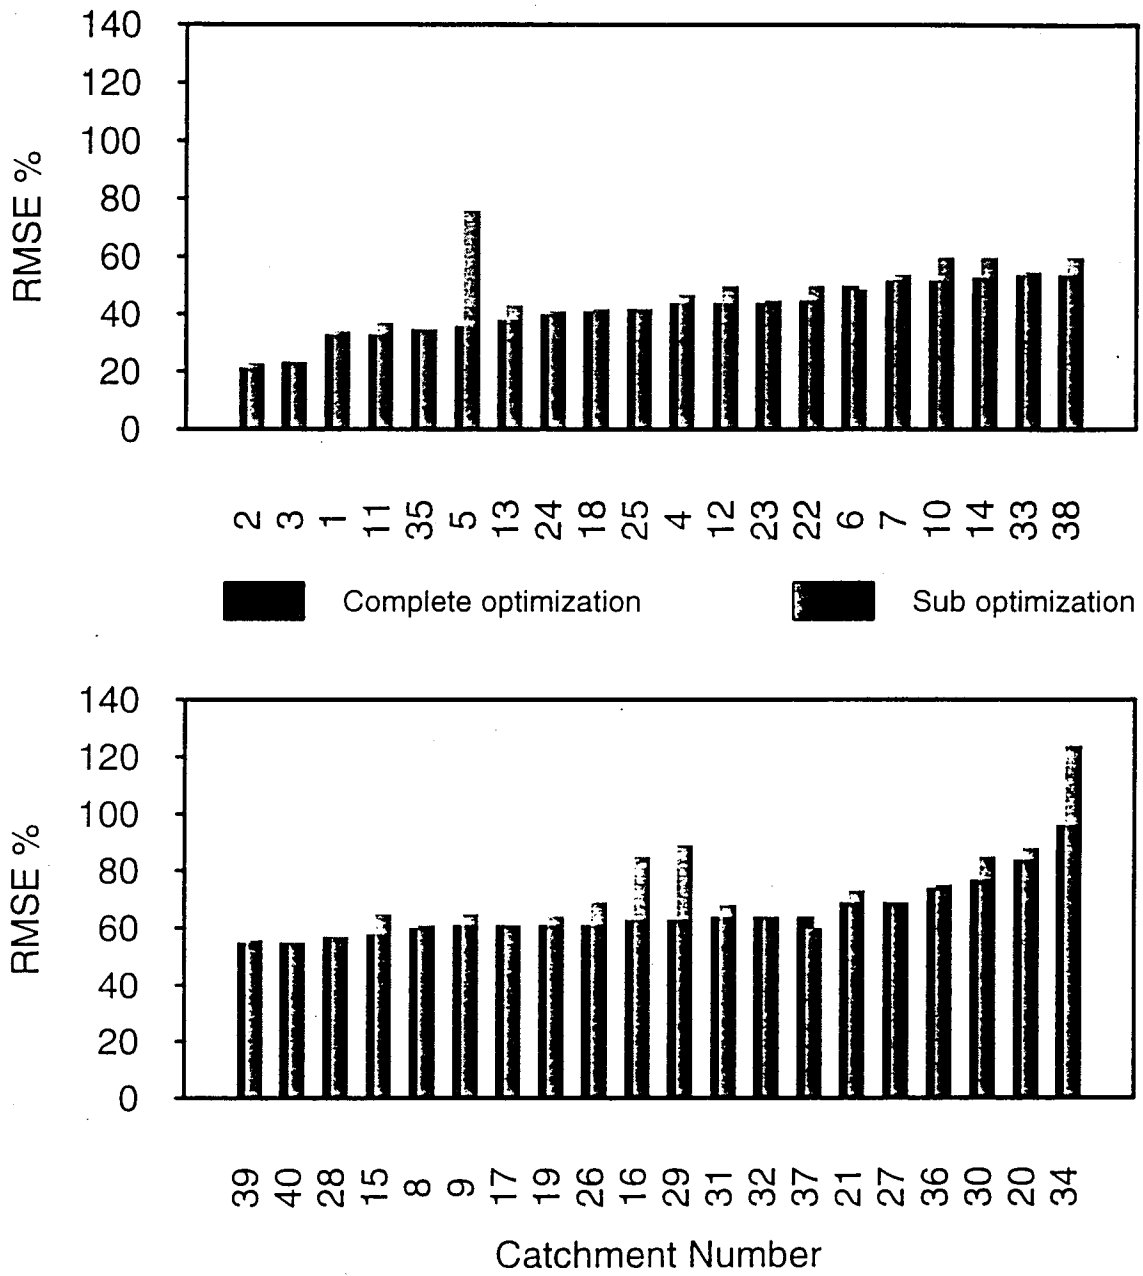 140
120
100
80
60
40
20
0
RMSE %
2 3 1 11 35 5 13 24 18 25 4 12 23 22 6 7 10 14 33 38
Complete optimization Sub optimization
140
120
100
80
60
40
20
0
RMSE %
39 40 28 15 8 9 17 19 26 16 29 31 32 37 21 27 36 30 20 34
Catchment Number